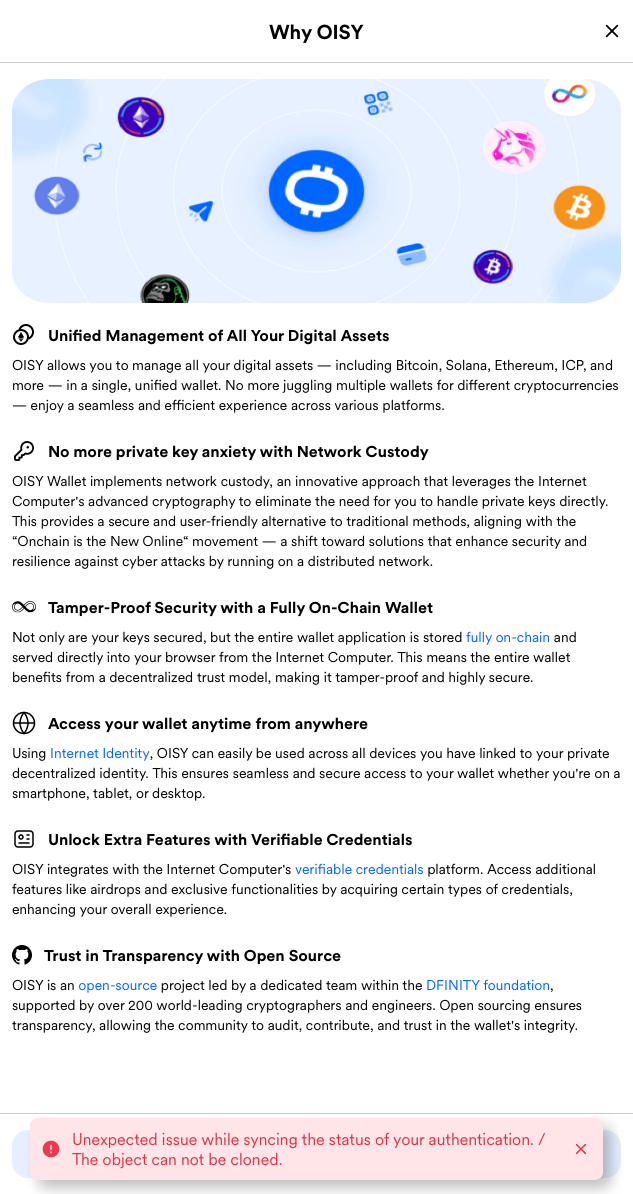 Why OISY
Unified Management of All Your Digital Assets
OISY allows you to manage all your digital assets — including Bitcoin, Solana, Ethereum, ICP, and
more — in a single, unified wallet. No more juggling multiple wallets for different cryptocurrencies
— enjoy a seamless and efficient experience across various platforms.
No more private key anxiety with Network Custody
OISY Wallet implements network custody, an innovative approach that leverages the Internet
Computer's advanced cryptography to eliminate the need for you to handle private keys directly.
This provides a secure and user-friendly alternative to traditional methods, aligning with the
“Onchain is the New Online“ movement — a shift toward solutions that enhance security and
resilience against cyber attacks by running on a distributed network.
Tamper-Proof Security with a Fully On-Chain Wallet
Not only are your keys secured, but the entire wallet application is stored fully on-chain and
served directly into your browser from the Internet Computer. This means the entire wallet
benefits from a decentralized trust model, making it tamper-proof and highly secure.
Access your wallet anytime from anywhere
Using Internet Identity, OISY can easily be used across all devices you have linked to your private
decentralized identity. This ensures seamless and secure access to your wallet whether you're on a
smartphone, tablet, or desktop.
Unlock Extra Features with Verifiable Credentials
OISY integrates with the Internet Computer's verifiable credentials platform. Access additional
features like airdrops and exclusive functionalities by acquiring certain types of credentials,
enhancing your overall experience.
Trust in Transparency with Open Source
OISY is an open-source project led by a dedicated team within the DFINITY foundation,
supported by over 200 world-leading cryptographers and engineers. Open sourcing ensures
transparency, allowing the community to audit, contribute, and trust in the wallet's integrity.
Unexpected issue while syncing the status of your authentication. /
The object can not be cloned.